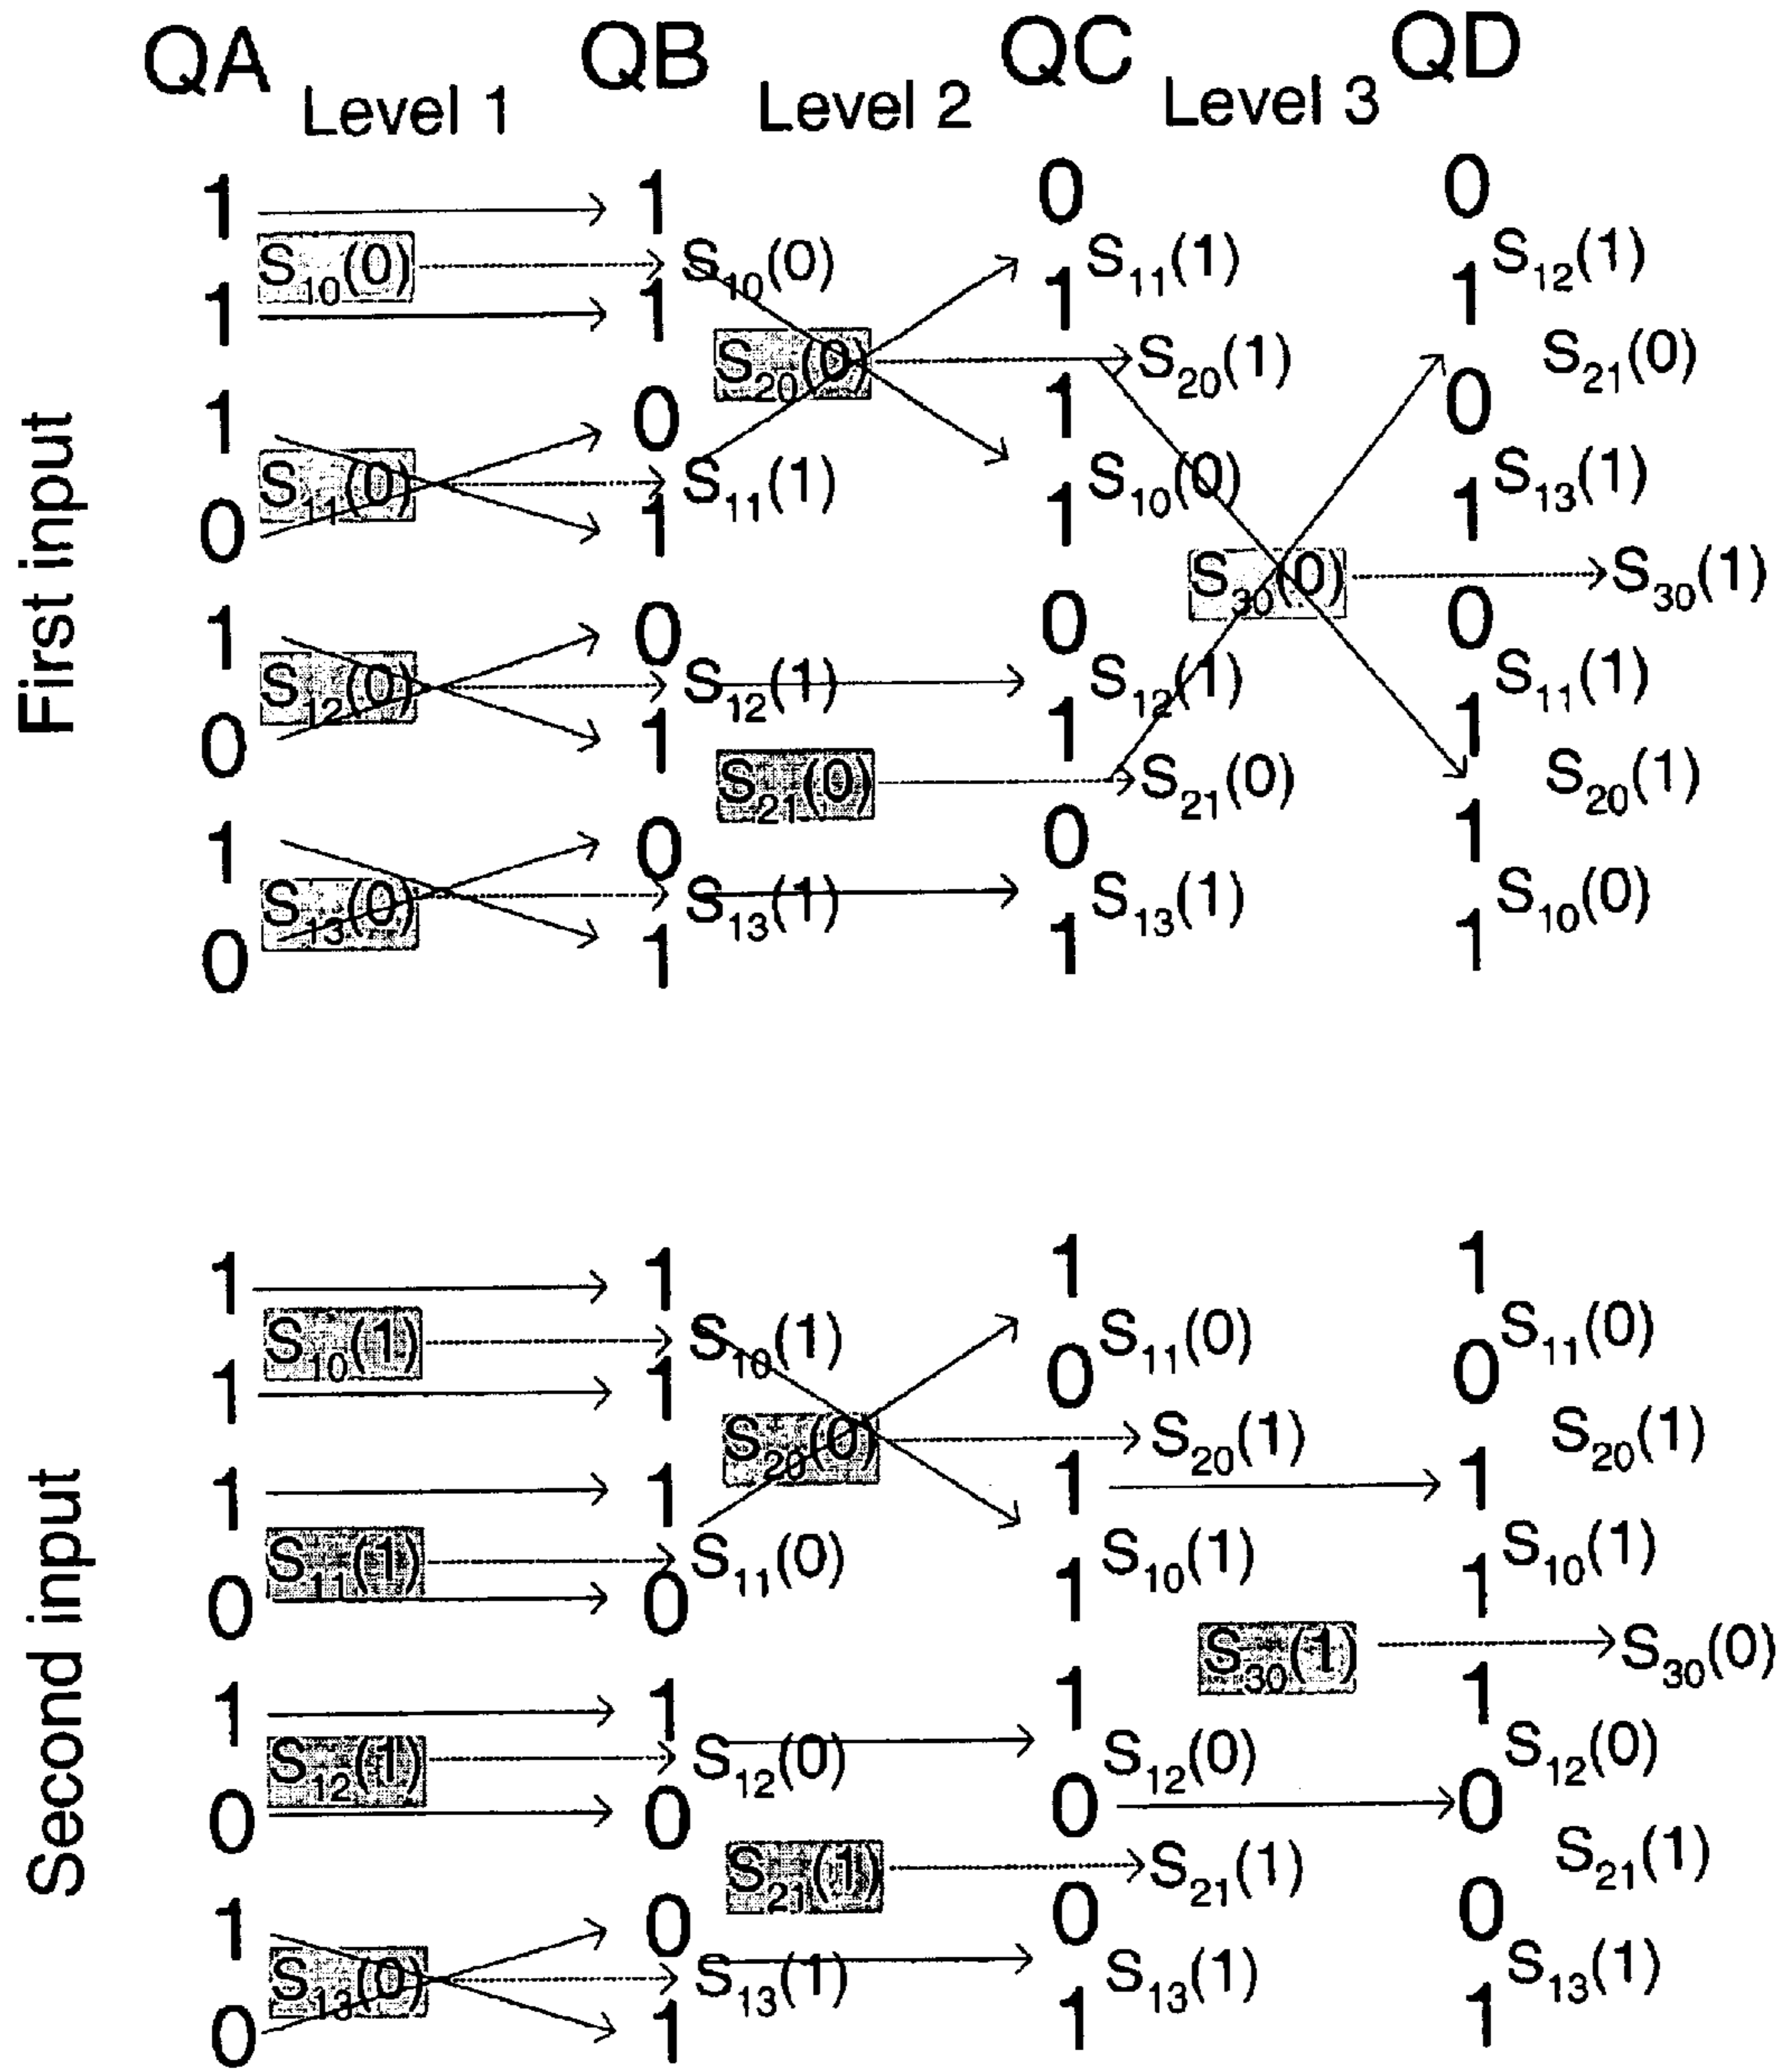 QA QB QC QD
Level 1 Level 2 Level 3
First input
1 1 0 0
S10(0) S10(0) S11(1) S12(1)
1 1 1 1
S20(0) S20(1) S21(0)
1 0 1 0
S11(0) S11(1) S10(0) S13(1)
0 1 1 1
S30(0) S30(1)
1 0 0 0
S12(0) S12(1) S12(1) S11(1)
0 1 1 1
S21(0) S21(0) S20(1)
1 0 0 1
S13(0) S13(1) S13(1) S10(0)
0 1 1 1
Second input
1 1 1 1
S10(1) S10(1) S11(0) S11(0)
1 1 0 0
S20(0) S20(1) S20(1)
1 1 1 1
S11(1) S11(0) S10(1) S10(1)
0 0 1 1
S30(1) S30(0)
1 1 1 1
S12(1) S12(0) S12(0) S12(0)
0 0 0 0
S21(1) S21(1) S21(1)
1 0 0 0
S13(0) S13(1) S13(1) S13(1)
0 1 1 1